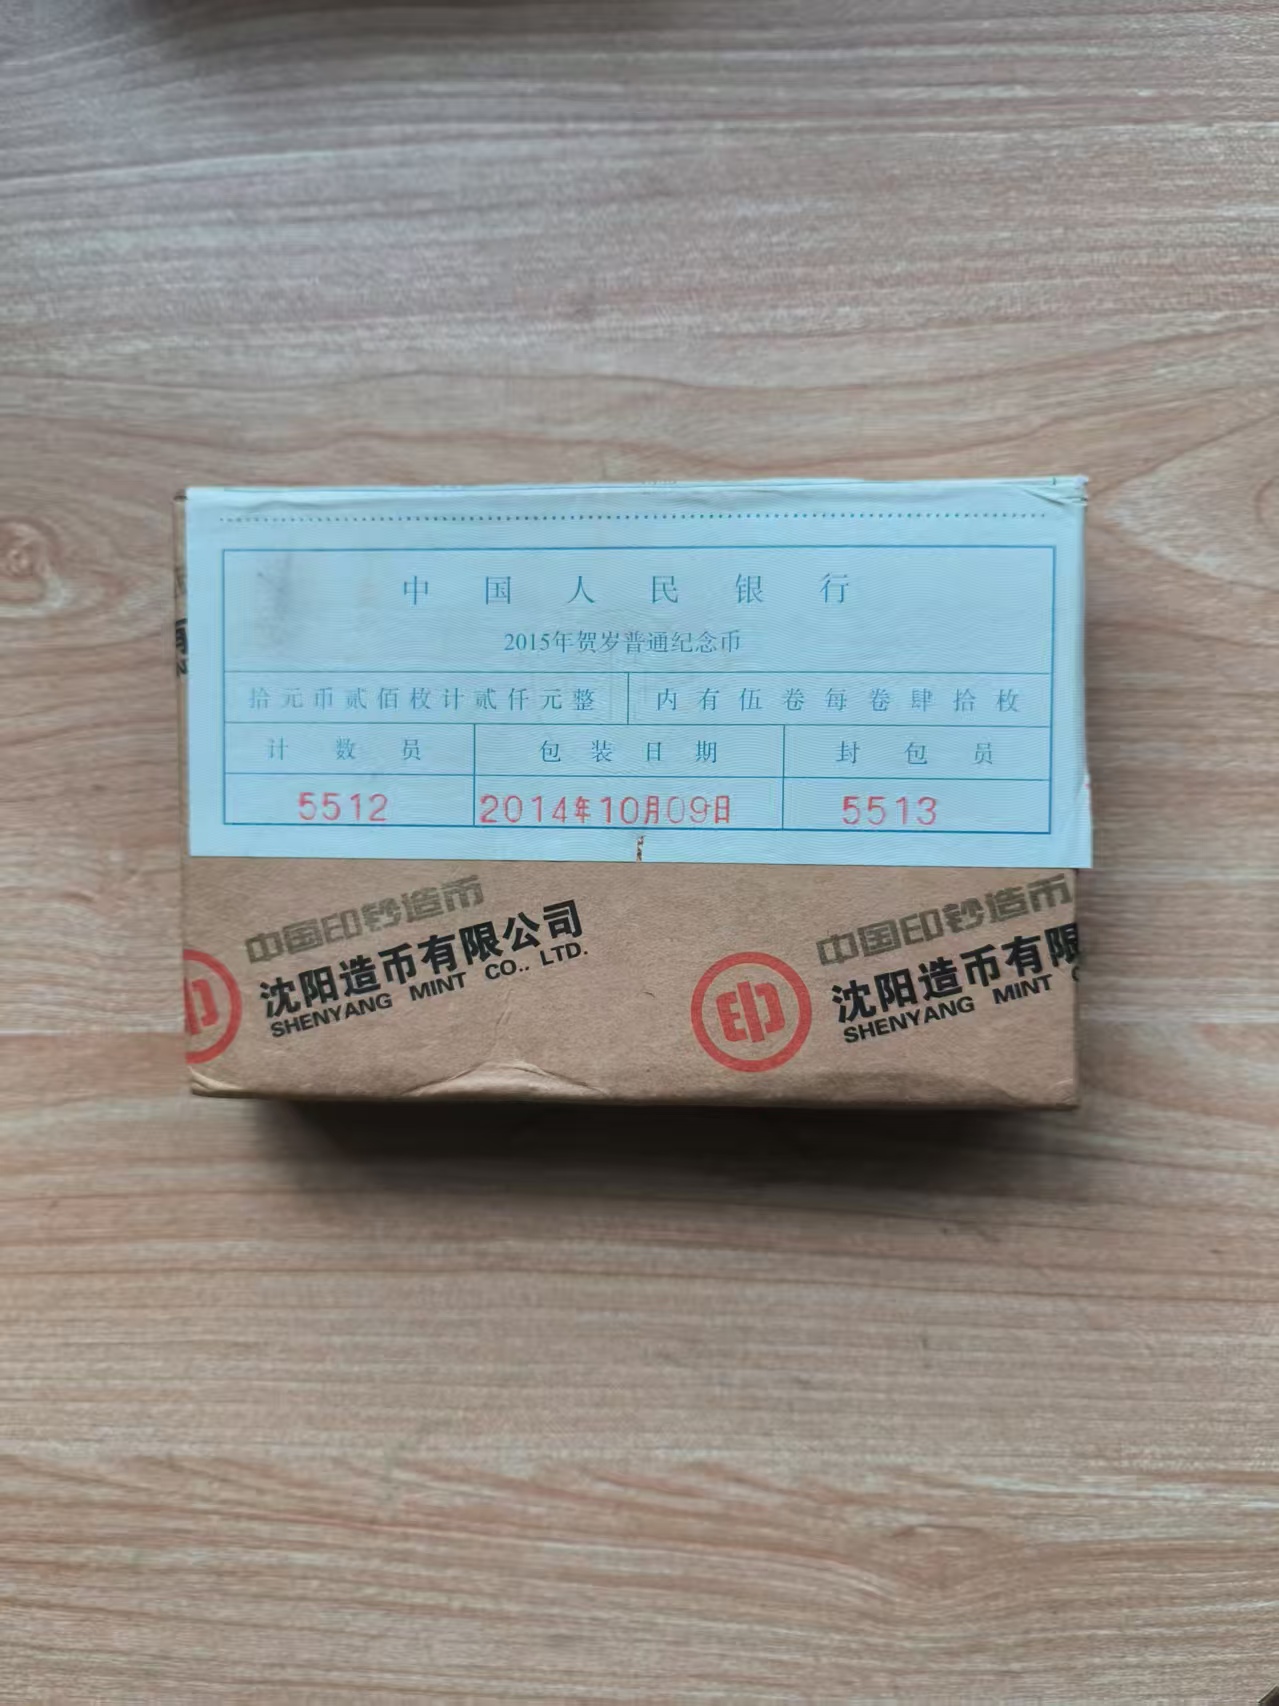 中国人民银行
2015年贺岁普通纪念币
拾元币贰佰枚计贰仟元整 内有伍卷每卷肆拾枚
计数员 包装日期 封包员
5512 2014年10月09日 5513
中国印钞造币
沈阳造币有限公司
SHENYANG MINT CO., LTD.
中国印钞造币
沈阳造币有限
SHENYANG MINT